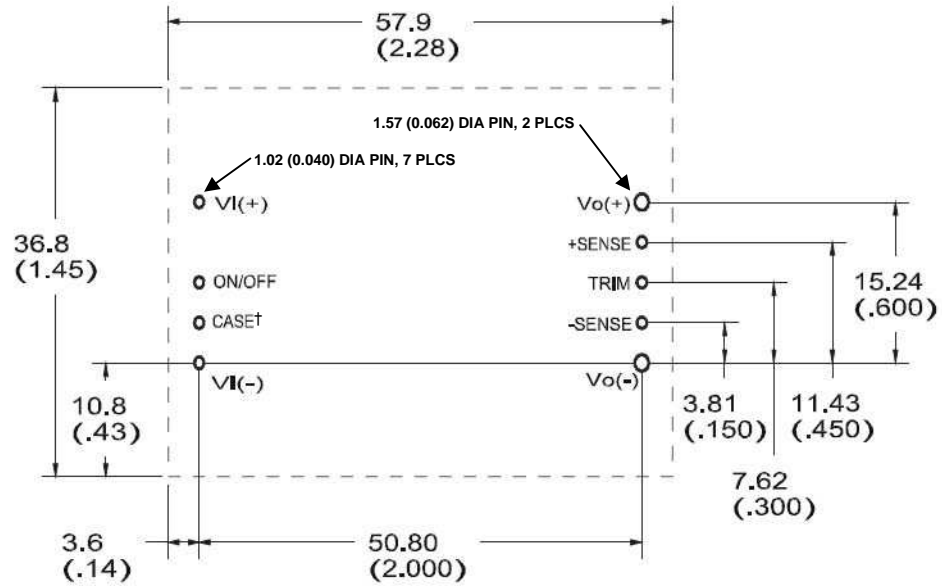 57.9
(2.28)
1.57 (0.062) DIA PIN, 2 PLCS
1.02 (0.040) DIA PIN, 7 PLCS
VI(+)
Vo(+)
+SENSE
36.8
(1.45)
ON/OFF
TRIM
15.24
(.600)
CASE†
-SENSE
VI(-)
Vo(-)
10.8
(.43)
3.81
(.150)
11.43
(.450)
7.62
(.300)
3.6
(.14)
50.80
(2.000)